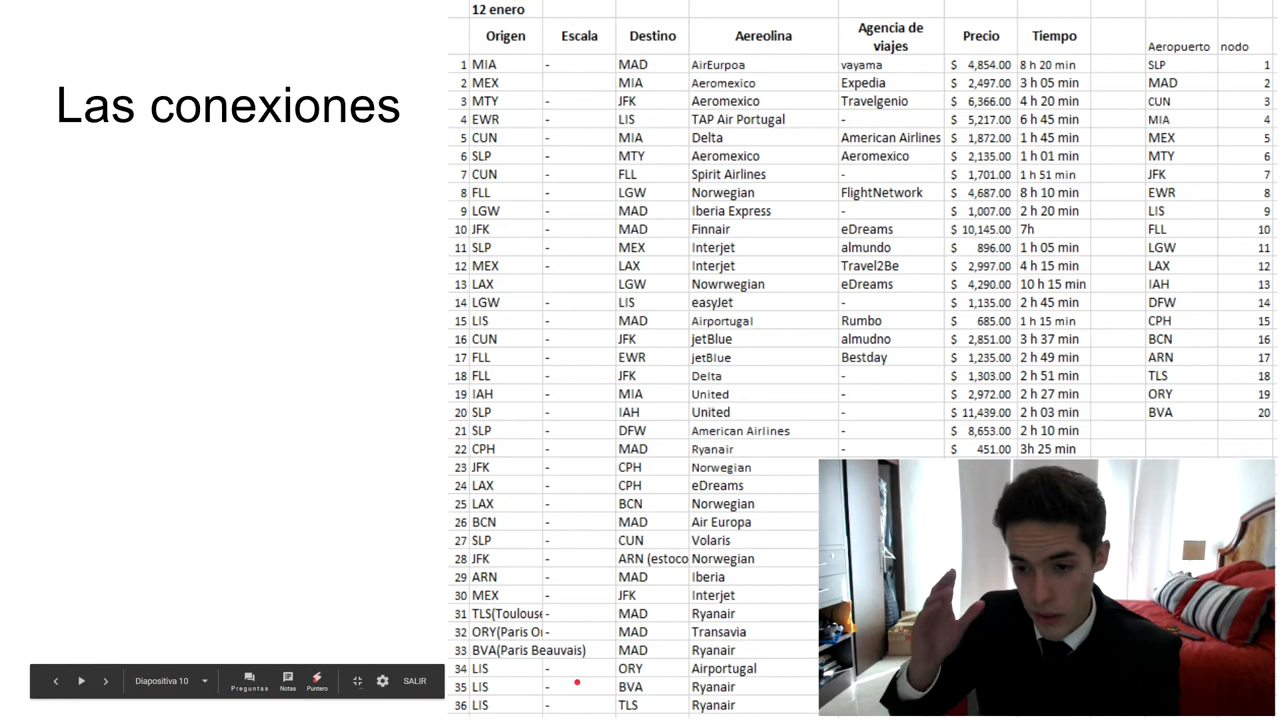 12 enero
Las conexiones
Origen Escala Destino Aereolina Agencia de viajes Precio Tiempo Aeropuerto nodo
1 MIA - MAD AirEurpoa vayama $ 4,854.00 8 h 20 min SLP 1
2 MEX MIA Aeromexico Expedia $ 2,497.00 3 h 05 min MAD 2
3 MTY - JFK Aeromexico Travelgenio $ 6,366.00 4 h 20 min CUN 3
4 EWR - LIS TAP Air Portugal - $ 5,217.00 6 h 45 min MIA 4
5 CUN - MIA Delta American Airlines $ 1,872.00 1 h 45 min MEX 5
6 SLP - MTY Aeromexico Aeromexico $ 2,135.00 1 h 01 min MTY 6
7 CUN - FLL Spirit Airlines - $ 1,701.00 1 h 51 min JFK 7
8 FLL - LGW Norwegian FlightNetwork $ 4,687.00 8 h 10 min EWR 8
9 LGW - MAD Iberia Express - $ 1,007.00 2 h 20 min LIS 9
10 JFK - MAD Finnair eDreams $ 10,145.00 7h FLL 10
11 SLP - MEX Interjet almundo $ 896.00 1 h 05 min LGW 11
12 MEX - LAX Interjet Travel2Be $ 2,997.00 4 h 15 min LAX 12
13 LAX - LGW Nowrwegian eDreams $ 4,290.00 10 h 15 min IAH 13
14 LGW - LIS easyJet - $ 1,135.00 2 h 45 min DFW 14
15 LIS - MAD Airportugal Rumbo $ 685.00 1 h 15 min CPH 15
16 CUN - JFK jetBlue almudno $ 2,851.00 3 h 37 min BCN 16
17 FLL - EWR jetBlue Bestday $ 1,235.00 2 h 49 min ARN 17
18 FLL - JFK Delta - $ 1,303.00 2 h 51 min TLS 18
19 IAH - MIA United - $ 2,972.00 2 h 27 min ORY 19
20 SLP - IAH United - $ 11,439.00 2 h 03 min BVA 20
21 SLP - DFW American Airlines - $ 8,653.00 2 h 10 min
22 CPH - MAD Ryanair - $ 451.00 3h 25 min
23 JFK - CPH Norwegian
24 LAX - CPH eDreams
25 LAX - BCN Norwegian
26 BCN - MAD Air Europa
27 SLP - CUN Volaris
28 JFK - ARN (estoco Norwegian
29 ARN - MAD Iberia
30 MEX - JFK Interjet
31 TLS(Toulouse - MAD Ryanair
32 ORY(Paris Or - MAD Transavia
33 BVA(Paris Beauvais) MAD Ryanair
34 LIS - ORY Airportugal
35 LIS - BVA Ryanair
36 LIS - TLS Ryanair
Diapositiva 10 Preguntas Notas Puntero SALIR